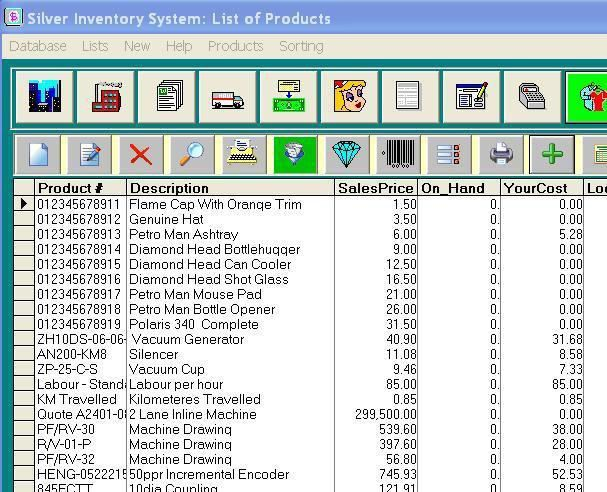 Silver Inventory System: List of Products
Database Lists New Help Products Sorting
Product # Description SalesPrice On_Hand YourCost Loc
012345678911 Flame Cap With Orange Trim 1.50 0. 0.00
012345678912 Genuine Hat 3.50 0. 0.00
012345678913 Petro Man Ashtray 6.00 0. 5.28
012345678914 Diamond Head Bottlehugger 9.00 0. 0.00
012345678915 Diamond Head Can Cooler 12.50 0. 0.00
012345678916 Diamond Head Shot Glass 16.50 0. 0.00
012345678917 Petro Man Mouse Pad 21.00 0. 0.00
012345678918 Petro Man Bottle Opener 26.00 0. 0.00
012345678919 Polaris 340 Complete 31.50 0. 0.00
ZH10DS-06-06- Vacuum Generator 40.90 0. 31.68
AN200-KM8 Silencer 11.08 0. 8.58
ZP-25-C-S Vacuum Cup 9.46 0. 7.33
Labour - Standa Labour per hour 85.00 0. 85.00
KM Travelled Kilometeres Travelled 0.85 0. 0.85
Quote A2401-08 2 Lane Inline Machine 299,500.00 0. 0.00
PF/RV-30 Machine Drawing 539.60 0. 38.00
R/V-01-P Machine Drawing 397.60 0. 28.00
PF/RV-32 Machine Drawing 56.80 0. 4.00
HENG-0522215 50ppr Incremental Encoder 745.93 0. 52.53
845FCTT 10dia Coupling 121.91 0. 8.59